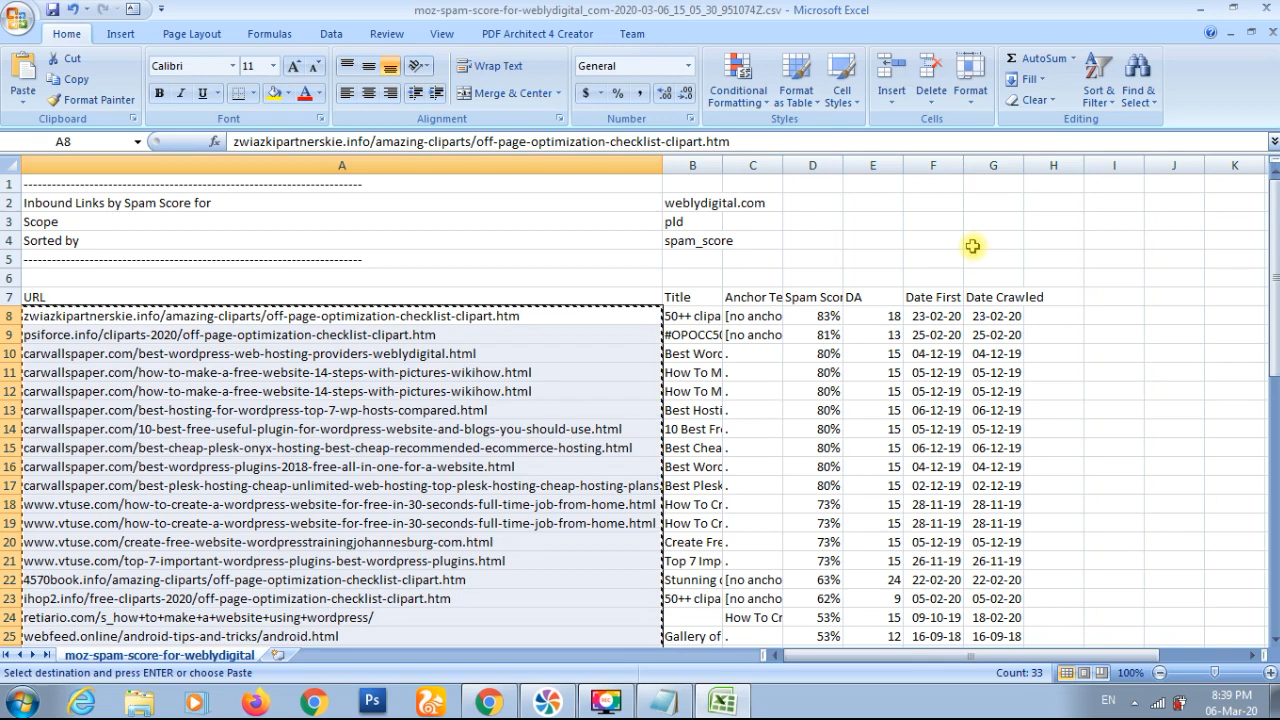 moz-spam-score-for-weblydigital_com-2020-03-06_15_05_30_951074Z.csv - Microsoft Excel
Home Insert Page Layout Formulas Data Review View PDF Architect 4 Creator Team
Paste Cut Copy Format Painter Clipboard
Calibri 11 B I U A A A Font
Wrap Text Merge & Center Alignment
General $ % , Number
Conditional Formatting Format as Table Cell Styles Styles
Insert Delete Format Cells
AutoSum Fill Clear Sort & Filter Find & Select Editing
A8 fx zwiazkipartnerskie.info/amazing-cliparts/off-page-optimization-checklist-clipart.htm
A B C D E F G H I J K
1 ------------------------------------------------------------------------
2 Inbound Links by Spam Score for weblydigital.com
3 Scope pld
4 Sorted by spam_score
5 ------------------------------------------------------------------------
6
7 URL Title Anchor Te Spam Scor DA Date First Date Crawled
8 zwiazkipartnerskie.info/amazing-cliparts/off-page-optimization-checklist-clipart.htm 50++ clipa [no ancho 83% 18 23-02-20 23-02-20
9 psiforce.info/cliparts-2020/off-page-optimization-checklist-clipart.htm #OPOCC50 [no ancho 81% 13 25-02-20 25-02-20
10 carwallspaper.com/best-wordpress-web-hosting-providers-weblydigital.html Best Word . 80% 15 04-12-19 04-12-19
11 carwallspaper.com/how-to-make-a-free-website-14-steps-with-pictures-wikihow.html How To M . 80% 15 05-12-19 05-12-19
12 carwallspaper.com/how-to-make-a-free-website-14-steps-with-pictures-wikihow.html How To M . 80% 15 05-12-19 05-12-19
13 carwallspaper.com/best-hosting-for-wordpress-top-7-wp-hosts-compared.html Best Hosti . 80% 15 06-12-19 06-12-19
14 carwallspaper.com/10-best-free-useful-plugin-for-wordpress-website-and-blogs-you-should-use.html 10 Best Fr . 80% 15 05-12-19 05-12-19
15 carwallspaper.com/best-cheap-plesk-onyx-hosting-best-cheap-recommended-ecommerce-hosting.html Best Chea . 80% 15 06-12-19 06-12-19
16 carwallspaper.com/best-wordpress-plugins-2018-free-all-in-one-for-a-website.html Best Word . 80% 15 04-12-19 04-12-19
17 carwallspaper.com/best-plesk-hosting-cheap-unlimited-web-hosting-top-plesk-hosting-cheap-hosting-plans. Best Plesk . 80% 15 02-12-19 02-12-19
18 www.vtuse.com/how-to-create-a-wordpress-website-for-free-in-30-seconds-full-time-job-from-home.html How To Cr . 73% 15 28-11-19 28-11-19
19 www.vtuse.com/how-to-create-a-wordpress-website-for-free-in-30-seconds-full-time-job-from-home.html How To Cr . 73% 15 28-11-19 28-11-19
20 www.vtuse.com/create-free-website-wordpresstrainingjohannesburg-com.html Create Fre . 73% 15 05-12-19 05-12-19
21 www.vtuse.com/top-7-important-wordpress-plugins-best-wordpress-plugins.html Top 7 Imp . 73% 15 26-11-19 26-11-19
22 4570book.info/amazing-cliparts/off-page-optimization-checklist-clipart.htm Stunning o [no ancho 63% 24 22-02-20 22-02-20
23 ihop2.info/free-cliparts-2020/off-page-optimization-checklist-clipart.htm 50++ clipa [no ancho 62% 9 05-02-20 05-02-20
24 retiario.com/s_how+to+make+a+website+using+wordpress/ How To Cr 53% 15 09-10-19 18-02-20
25 webfeed.online/android-tips-and-tricks/android.html Gallery of . 53% 12 16-09-18 16-09-18
moz-spam-score-for-weblydigital
Select destination and press ENTER or choose Paste Count: 33 100%
Ps EN 8:39 PM
06-Mar-20